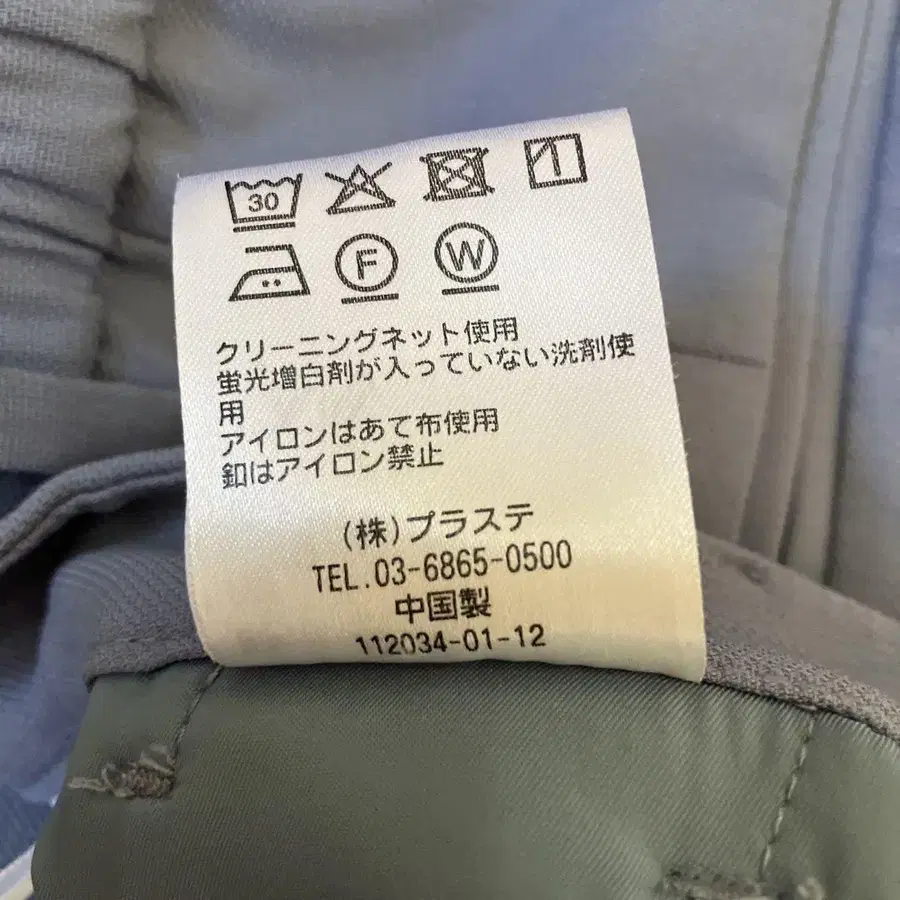 30
F W
クリーニングネット使用
蛍光増白剤が入っていない洗剤使
用
アイロンはあて布使用
釦はアイロン禁止
(株)プラステ
TEL.03-6865-0500
中国製
112034-01-12